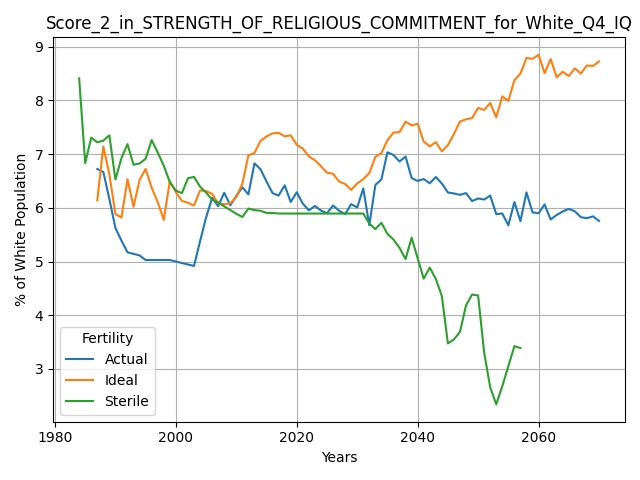 Score_2_in_STRENGTH_OF_RELIGIOUS_COMMITMENT_for_White_Q4_IQ
9
8
7
6
5
4
3
% of White Population
Fertility
Actual
Ideal
Sterile
1980
2000
2020
2040
2060
Years